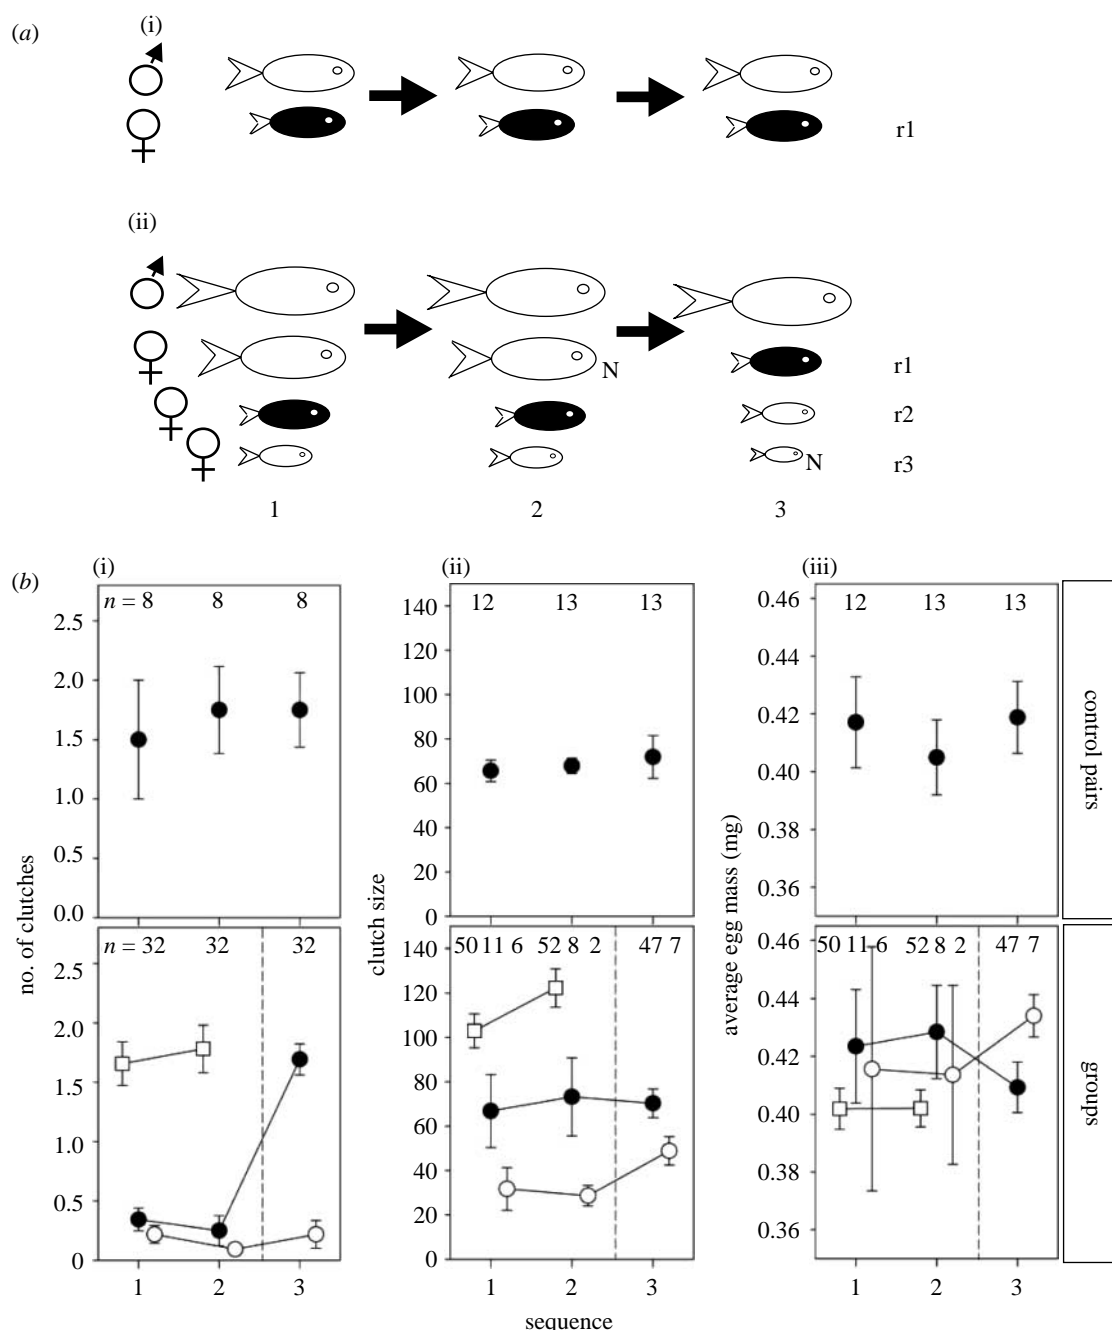 (a)
(i)
r1
(ii)
N
r1
r2
N
r3
1 2 3
(b)
(i) (ii) (iii)
n = 8 8 8
2.5
2.0
1.5
1.0
0.5
0.0
12 13 13
140
120
100
80
60
40
20
0
12 13 13
0.46
0.44
0.42
0.40
0.38
0.36
control pairs
n = 32 32 32
2.5
2.0
1.5
1.0
0.5
0
50 11 6 52 8 2 47 7
140
120
100
80
60
40
20
0
50 11 6 52 8 2 47 7
0.46
0.44
0.42
0.40
0.38
0.36
groups
no. of clutches
clutch size
average egg mass (mg)
1 2 3 1 2 3 1 2 3
sequence